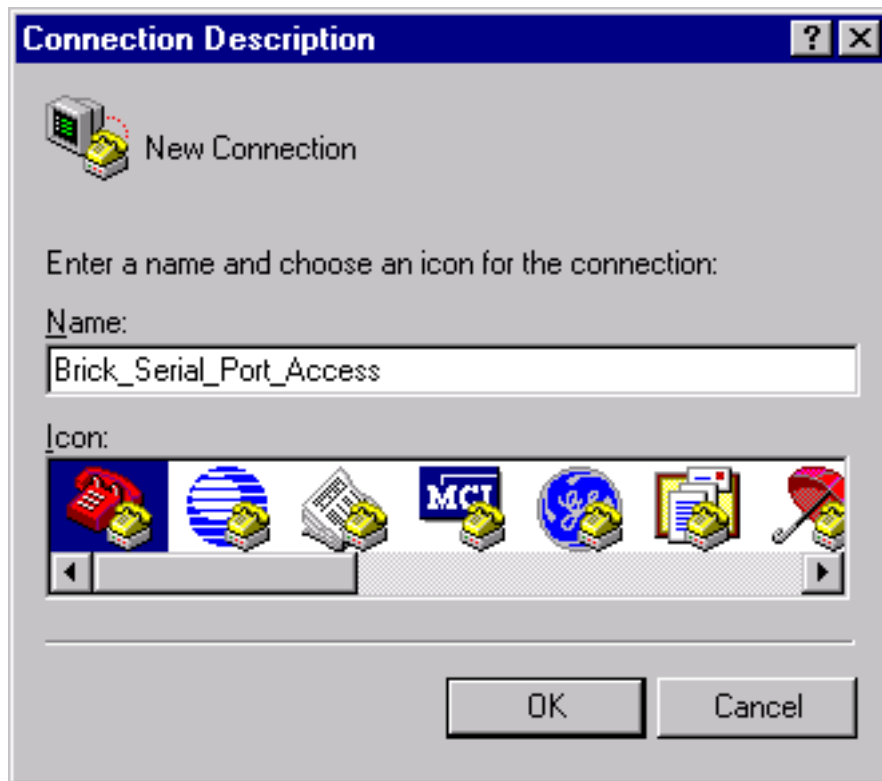 Connection Description
New Connection
Enter a name and choose an icon for the connection:
Name:
Brick_Serial_Port_Access
Icon:
MCI
OK Cancel